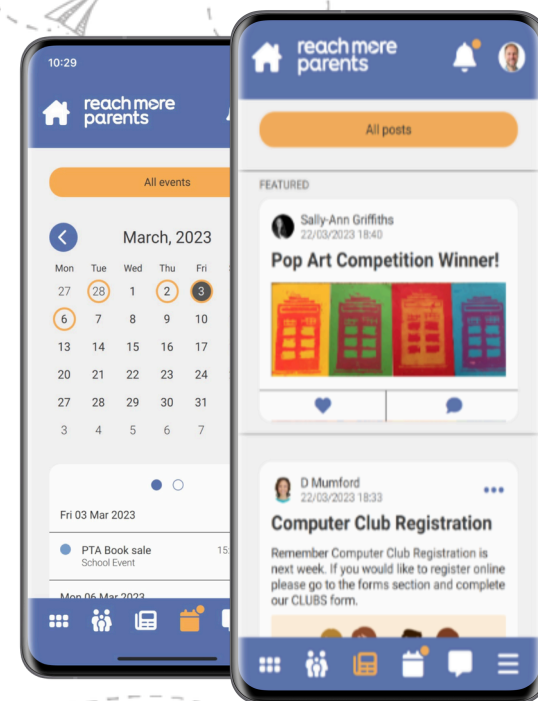 10:29
reach more
parents
All events
March, 2023
Mon Tue Wed Thu Fri
27 28 1 2 3
6 7 8 9 10
13 14 15 16 17
20 21 22 23 24
27 28 29 30 31
3 4 5 6 7
Fri 03 Mar 2023
PTA Book sale 15:
School Event
Mon 06 Mar 2023
reach more
parents
All posts
FEATURED
Sally-Ann Griffiths
22/03/2023 18:40
Pop Art Competition Winner!
D Mumford
22/03/2023 18:33
Computer Club Registration
Remember Computer Club Registration is
next week. If you would like to register online
please go to the forms section and complete
our CLUBS form.